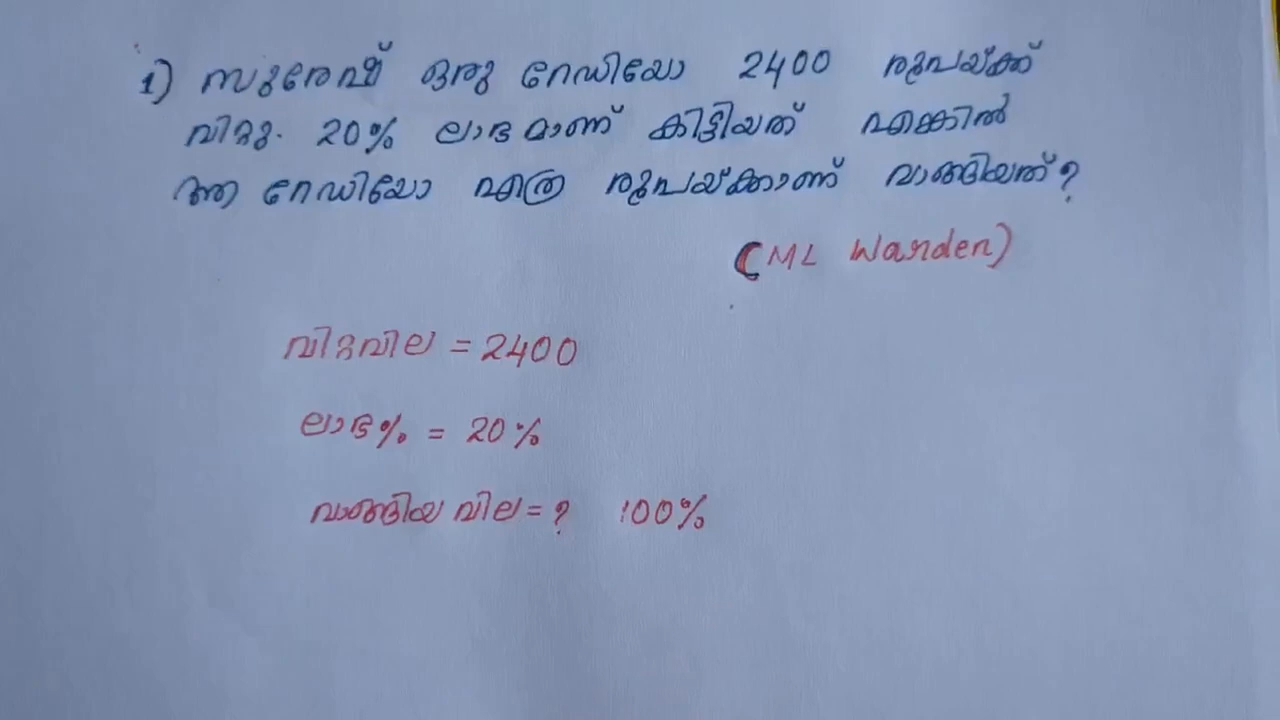 1) സുരേഷ് ഒരു റേഡിയോ 2400 രൂപയ്ക്ക്
വിറ്റു. 20% ലാഭമാണ് കിട്ടിയത് എങ്കിൽ
ആ റേഡിയോ എത്ര രൂപയ്ക്കാണ് വാങ്ങിയത്?
(ML Warden)
വിറ്റവില = 2400
ലാഭ% = 20%
വാങ്ങിയ വില = ? 100%